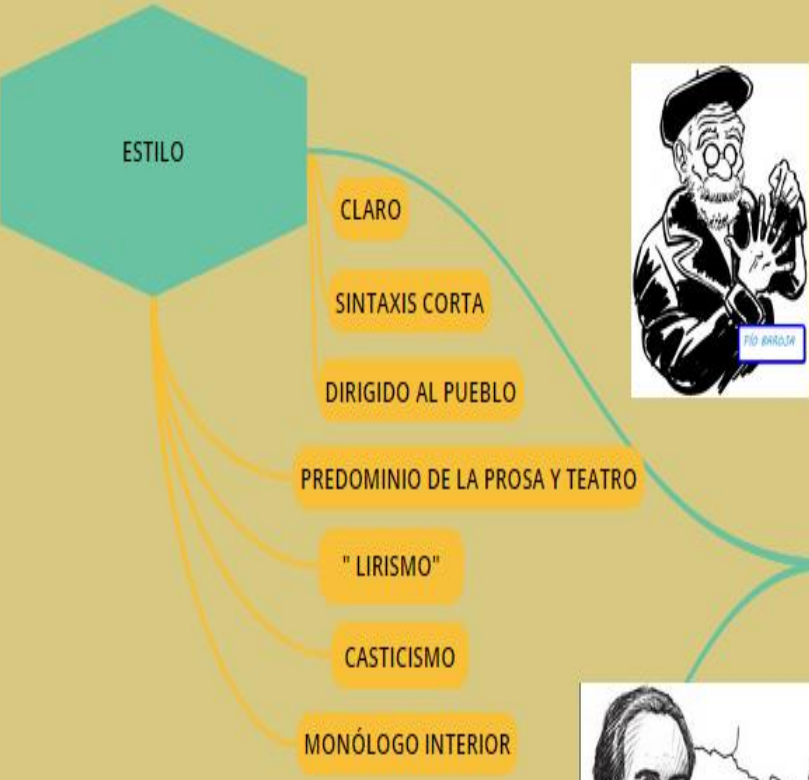 ESTILO
CLARO
SINTAXIS CORTA
DIRIGIDO AL PUEBLO
PREDOMINIO DE LA PROSA Y TEATRO
" LIRISMO"
CASTICISMO
MONÓLOGO INTERIOR
PÍO BAROJA